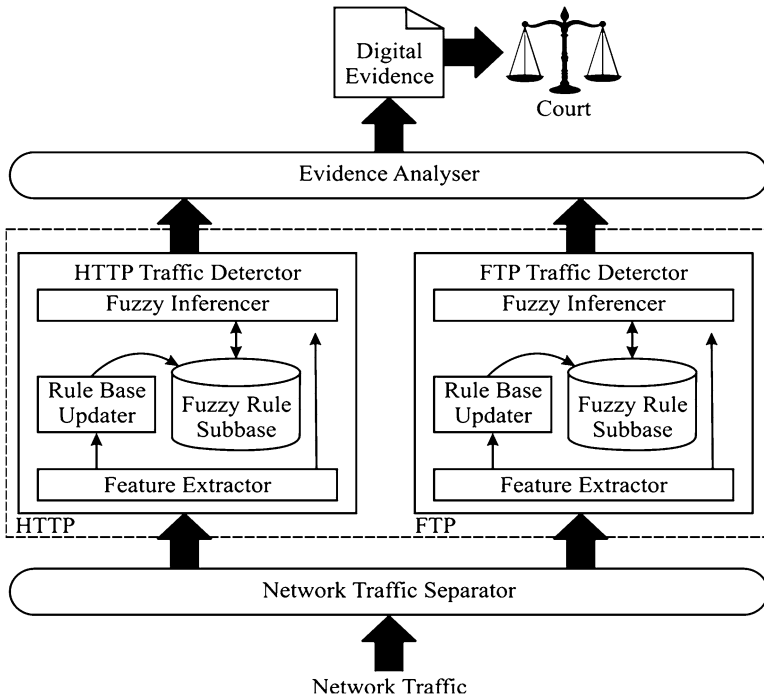 Digital
Evidence
Court
Evidence Analyser
HTTP Traffic Deterctor
Fuzzy Inferencer
Rule Base
Updater
Fuzzy Rule
Subbase
Feature Extractor
HTTP
FTP Traffic Deterctor
Fuzzy Inferencer
Rule Base
Updater
Fuzzy Rule
Subbase
Feature Extractor
FTP
Network Traffic Separator
Network Traffic